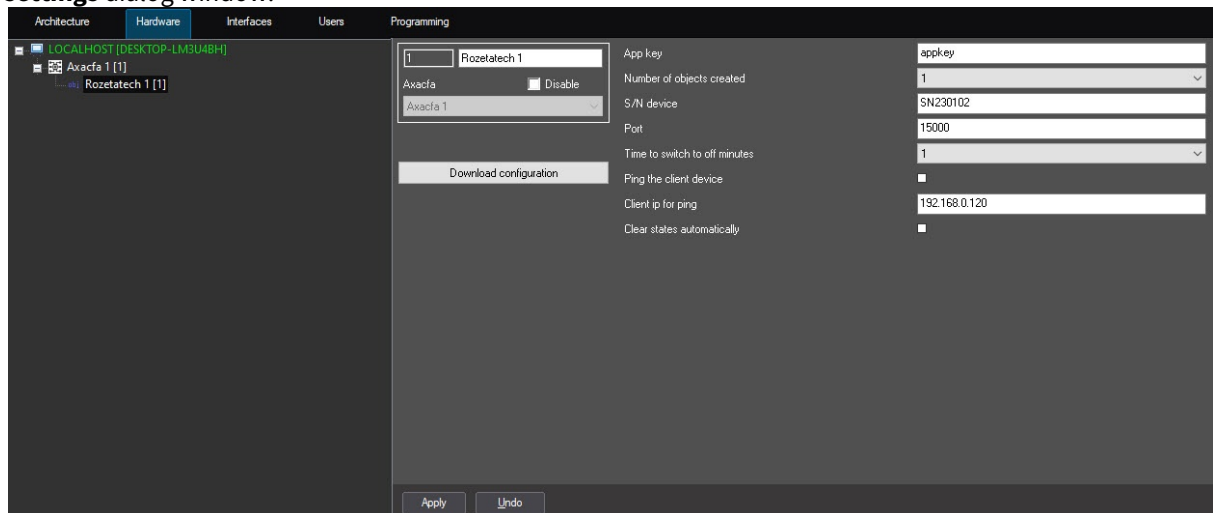 settings dialog window.
Architecture Hardware Interfaces Users Programming
LOCALHOST [DESKTOP-LM3U4BH]
Axacfa 1 [1]
Rozetatech 1 [1]
1 Rozetatech 1
Axacfa Disable
Axacfa 1
Download configuration
App key appkey
Number of objects created 1
S/N device SN230102
Port 15000
Time to switch to off minutes 1
Ping the client device
Client ip for ping 192.168.0.120
Clear states automatically
Apply Undo